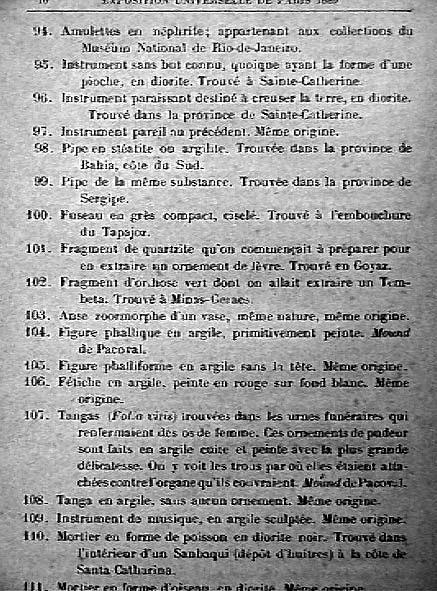 EXPOSITION UNIVERSELLE DE PARIS 1889
94. Amulettes en néphrite; appartenant aux collections du
Muséum National de Rio-de-Janeiro.
95. Instrument sans but connu, quoique ayant la forme d'une
pioche, en diorite. Trouvé à Sainte-Catherine.
96. Instrument paraissant destiné à creuser la terre, en diorite.
Trouvé dans la province de Sainte-Catherine.
97. Instrument pareil au précédent. Même origine.
98. Pipe en stéatite ou argilite. Trouvée dans la province de
Bahia, côte du Sud.
99. Pipe de la même substance. Trouvée dans la province de
Sergipe.
100. Fuseau en grès compact, ciselé. Trouvé à l'embouchure
du Tapajoz.
101. Fragment de quartzite qu'on commençait à préparer pour
en extraire un ornement de lèvre. Trouvé en Goyaz.
102. Fragment d'orthose vert dont on allait extraire un Tem-
beta. Trouvé à Minas-Geraes.
103. Anse zoomorphe d'un vase, même nature, même origine.
104. Figure phallique en argile, primitivement peinte. Mound
de Pacoval.
105. Figure phalliforme en argile sans la tête. Même origine.
106. Fétiche en argile, peinte en rouge sur fond blanc. Même
origine.
107. Tangas (Folia vitis) trouvées dans les urnes funéraires qui
renfermaient des os de femme. Ces ornements de pudeur
sont faits en argile cuite et peinte avec la plus grande
délicatesse. On y voit les trous par où elles étaient atta-
chées contre l'organe qu'ils couvraient. Mound de Pacoval.
108. Tanga en argile, sans aucun ornement. Même origine.
109. Instrument de musique, en argile sculptée. Même origine.
110. Mortier en forme de poisson en diorite noir. Trouvé dans
l'intérieur d'un Sanbaqui (dépôt d'huîtres) à la côte de
Santa Catharina.
111. Mortier en forme d'oiseau, en diorite. Même origine.